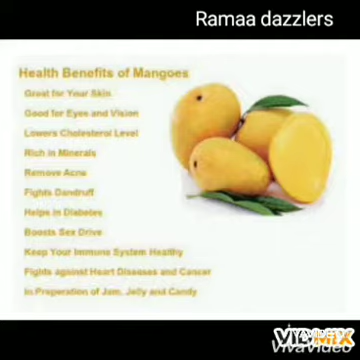 Ramaa dazzlers
Health Benefits of Mangoes
Great for Your Skin
Good for Eyes and Vision
Lowers Cholesterol Level
Rich in Minerals
Remove Acne
Fights Dandruff
Helps in Diabetes
Boosts Sex Drive
Keep Your Immune System Healthy
Fights against Heart Diseases and Cancer
In Preparation of Jam, Jelly and Candy
VIDMIX
VivaVideo